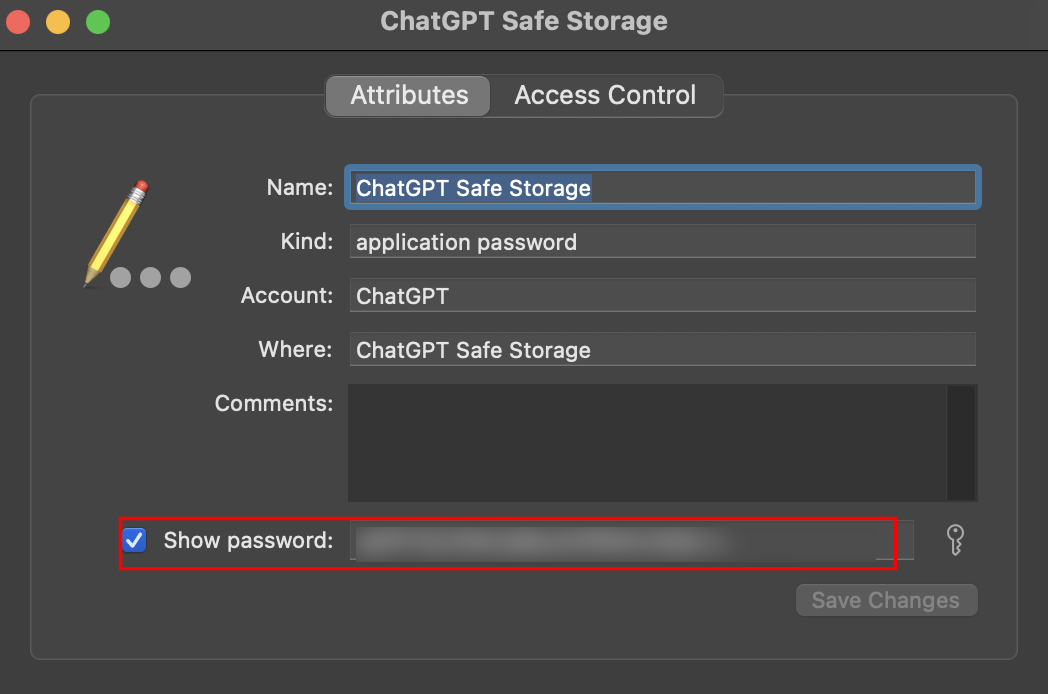 ChatGPT Safe Storage
Attributes Access Control
Name: ChatGPT Safe Storage
Kind: application password
Account: ChatGPT
Where: ChatGPT Safe Storage
Comments:
Show password:
Save Changes